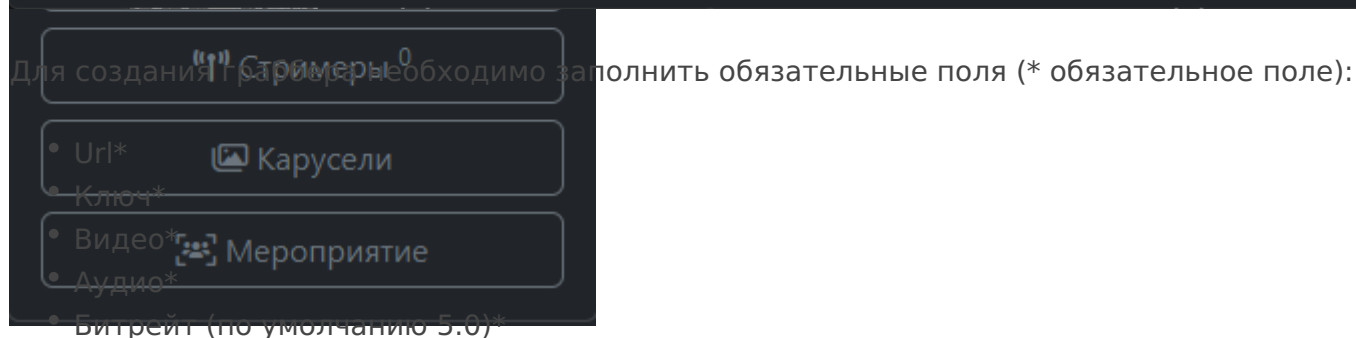 Стримеры 0
Для создания граббера необходимо заполнить обязательные поля (* обязательное поле):
Url*
Карусели
Ключ*
Видео*
Мероприятие
Аудио*
Битрейт (по умолчанию 5.0)*